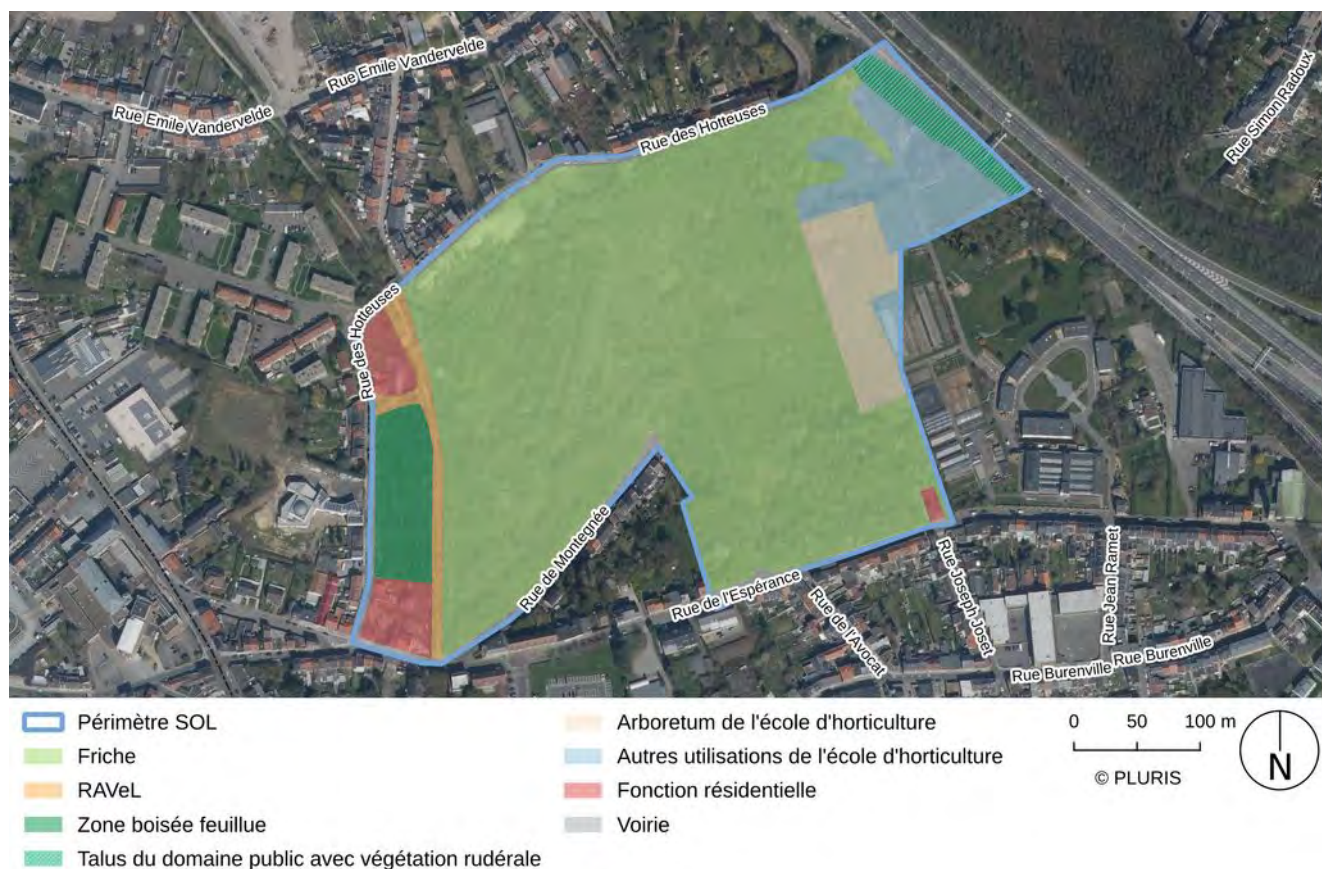 Rue Emile Vandervelde
Rue Emile Vandervelde
Rue Simon Radoux
Rue des Hotteuses
Rue des Hotteuses
Rue de Montegnée
Rue de l'Espérance
Rue de l'Avocat
Rue Joseph Joset
Rue Jean Ramet
Rue Burenville
Rue Burenville
Périmètre SOL
Friche
RAVeL
Zone boisée feuillue
Talus du domaine public avec végétation rudérale
Arboretum de l'école d'horticulture
Autres utilisations de l'école d'horticulture
Fonction résidentielle
Voirie
0 50 100 m
© PLURIS
N